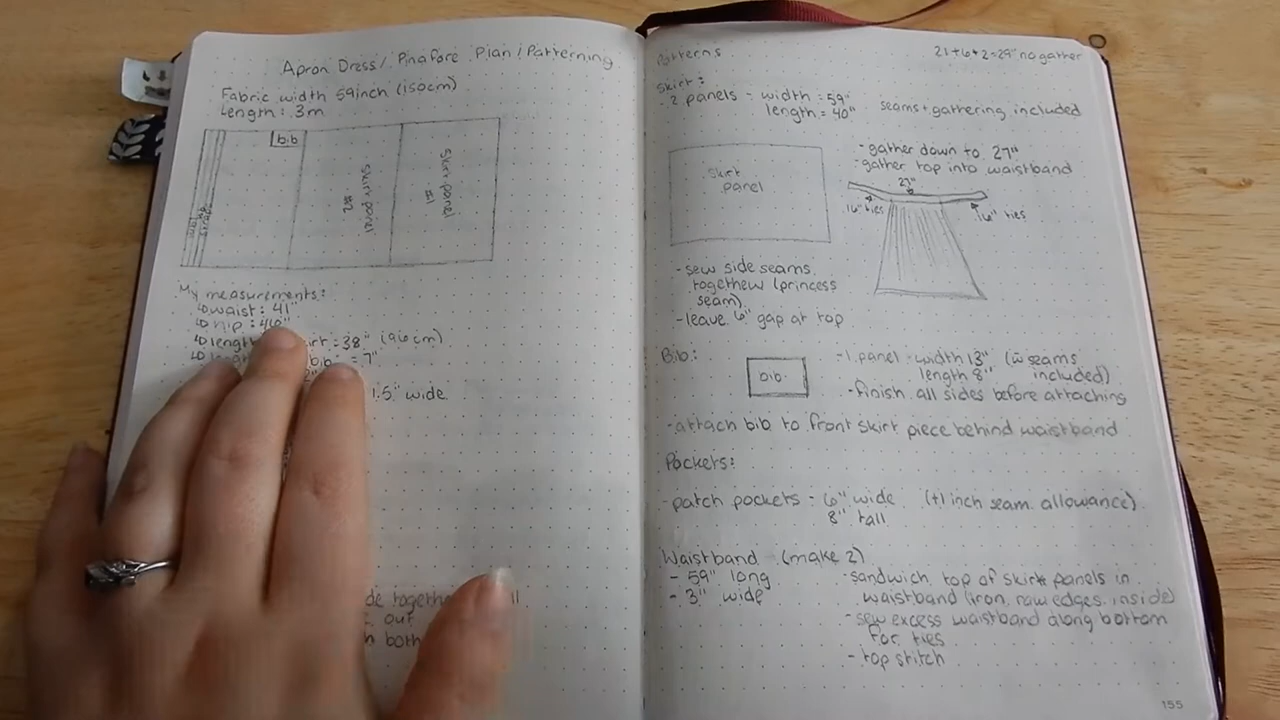 Apron Dress / Pinafore Plan / Patterning
Fabric width 59inch (150cm)
Length: 3m
bib
skirt panel #2
skirt panel #1
My measurements:
waist: 41"
hip: 46"
length skirt: 38" (96cm)
bib = 7"
1.5" wide
out
both
Patterns
21+6+2=29" no gather
Skirt:
- 2 panels - width = 59"
length = 40"
seams + gathering included
skirt panel
- gather down to 27"
- gather top into waistband
27"
16" ties
16" ties
- sew side seams
togethew (princess
seam)
- leave 6" gap at top
Bib:
bib
- 1 panel - width 13" (w̄ seams
length 8" included)
- finish all sides before attaching
- attach bib to front skirt piece behind waistband
Pockets:
- patch pockets - 6" wide (+1 inch seam allowance)
8" tall
Waistband - (make 2)
- 59" long
- 3" wide
- sandwich top of skirt panels in
waistband (iron raw edges inside)
- sew excess waistband along bottom
for ties
- top stitch
155